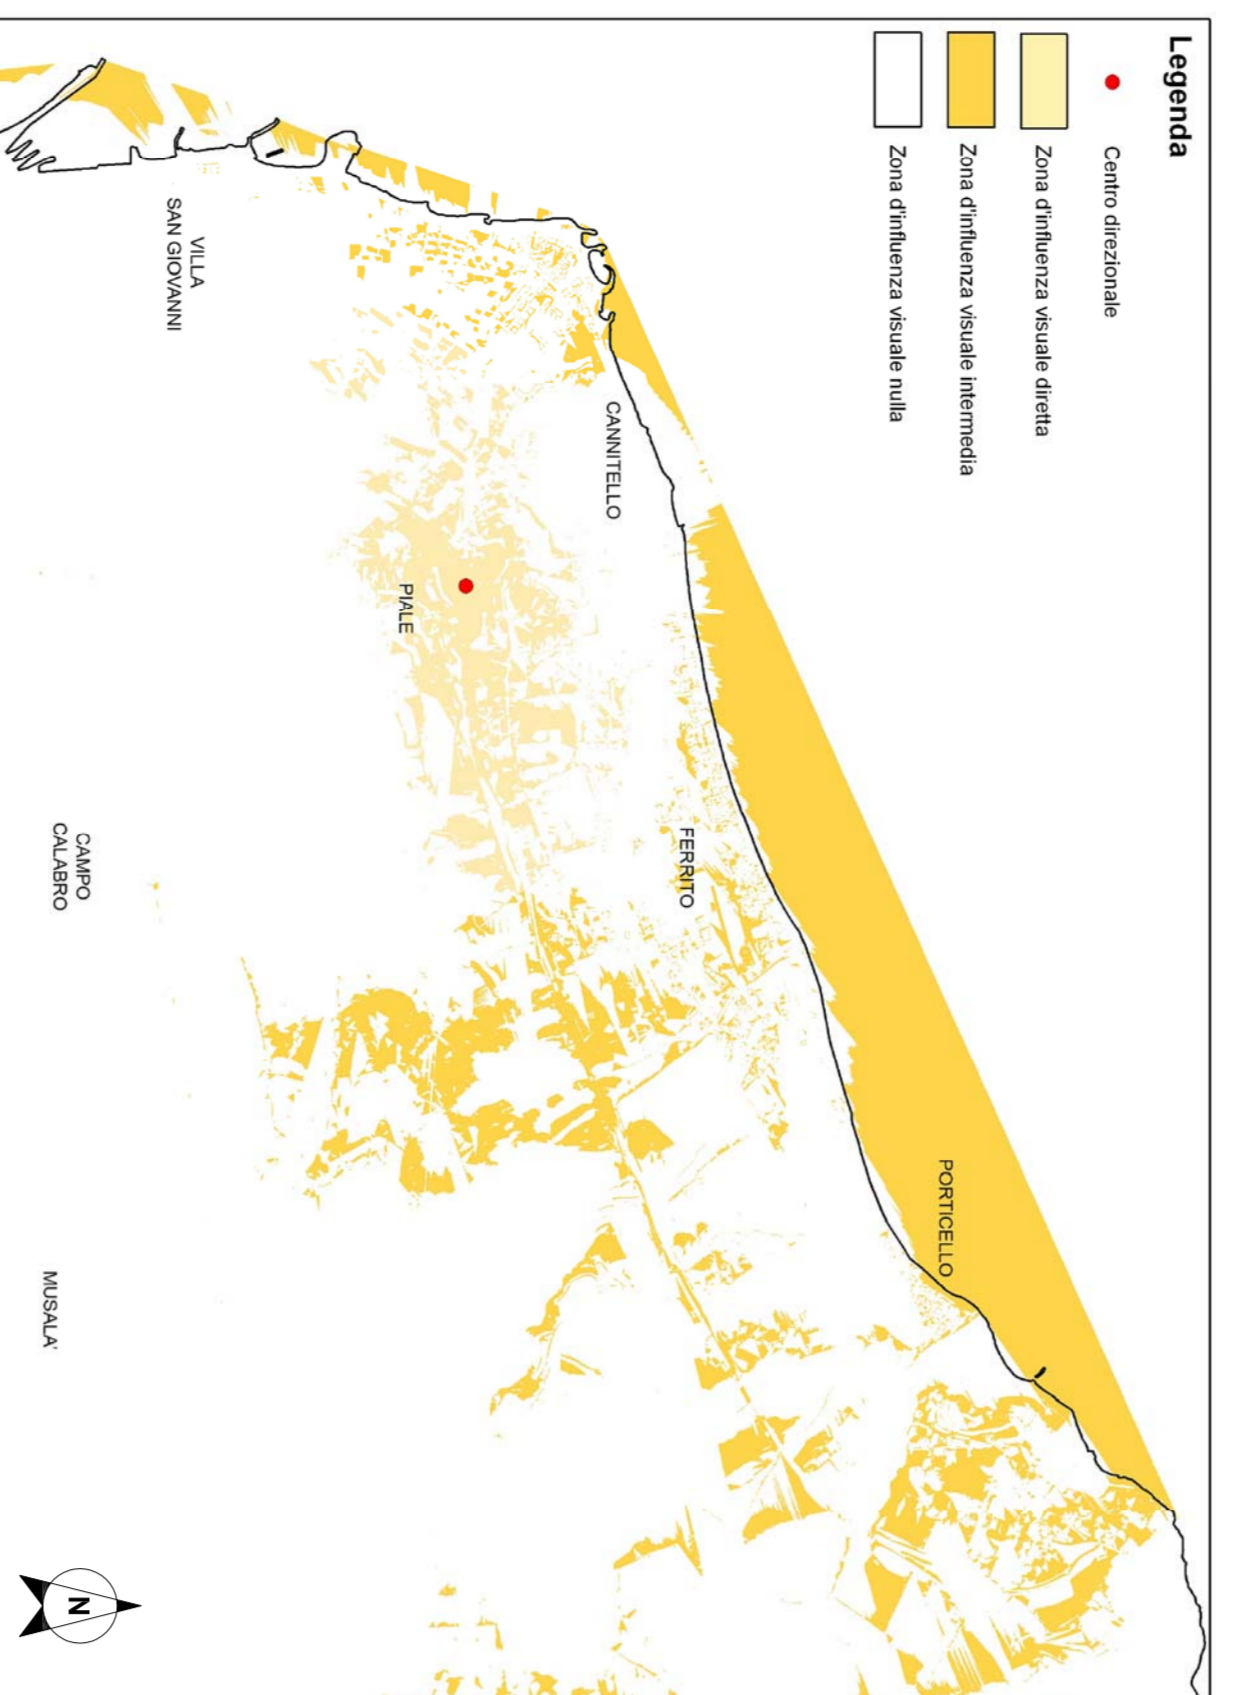 Legenda
Centro direzionale
Zona d'influenza visuale diretta
Zona d'influenza visuale intermedia
Zona d'influenza visuale nulla
PORTICELLO
CANNITELLO
FERRITO
PIALE
VILLA
SAN GIOVANNI
CAMPO
CALABRO
MUSALA'
N